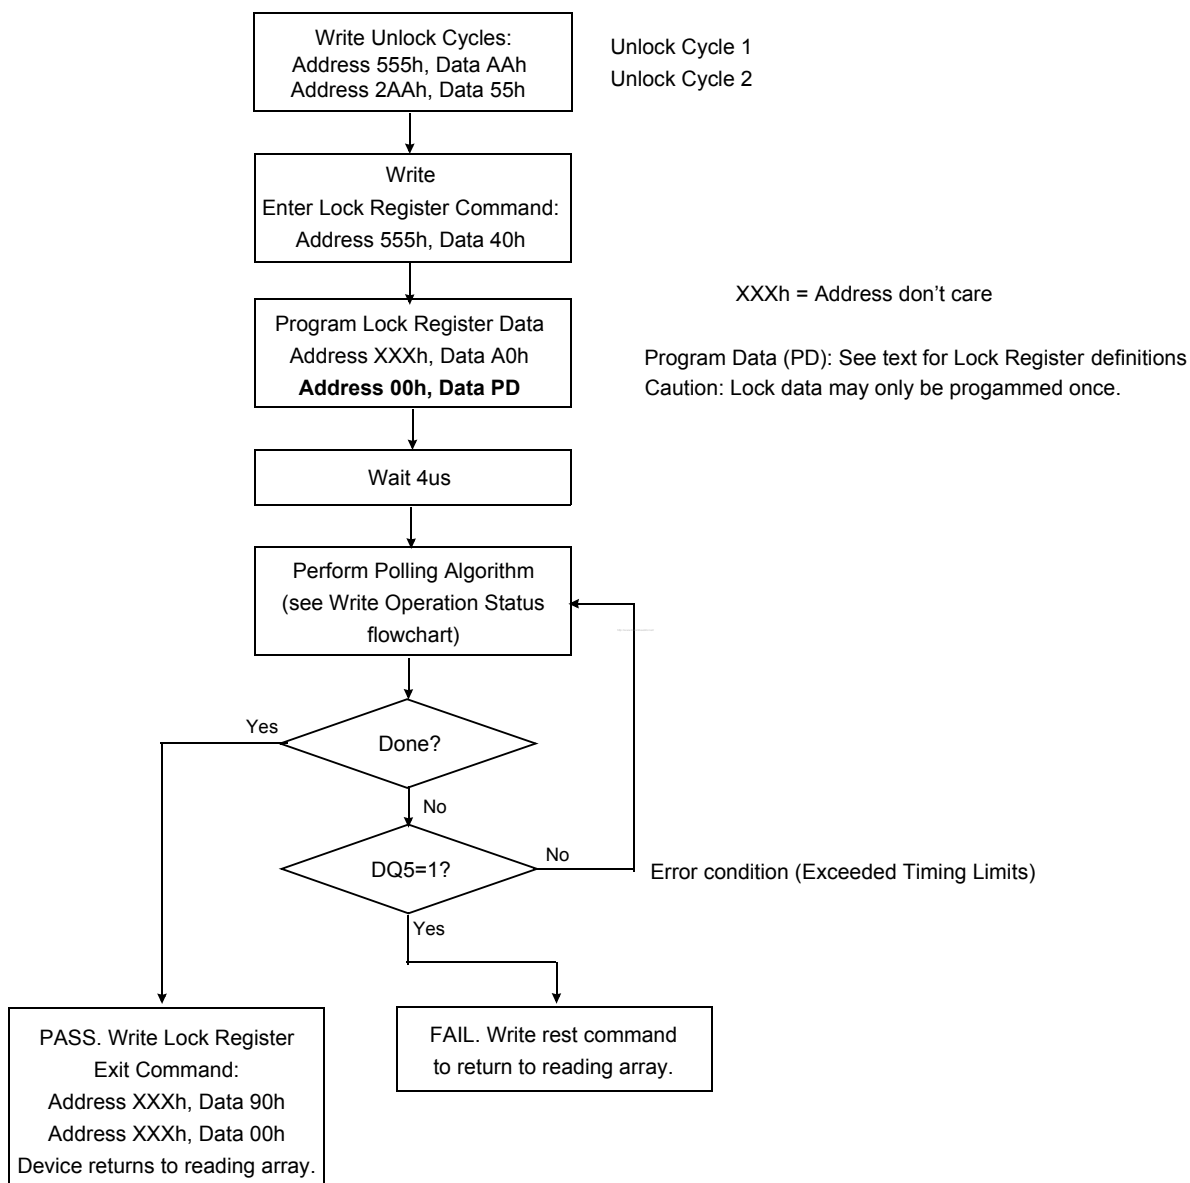 Write Unlock Cycles:
Address 555h, Data AAh
Address 2AAh, Data 55h
Unlock Cycle 1
Unlock Cycle 2
Write
Enter Lock Register Command:
Address 555h, Data 40h
XXXh = Address don't care
Program Lock Register Data
Address XXXh, Data A0h
Address 00h, Data PD
Program Data (PD): See text for Lock Register definitions
Caution: Lock data may only be progammed once.
Wait 4us
Perform Polling Algorithm
(see Write Operation Status
flowchart)
Yes
Done?
No
DQ5=1?
No
Error condition (Exceeded Timing Limits)
Yes
PASS. Write Lock Register
Exit Command:
Address XXXh, Data 90h
Address XXXh, Data 00h
Device returns to reading array.
FAIL. Write rest command
to return to reading array.